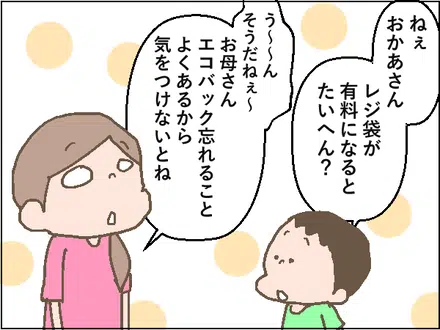 ねぇ
おかあさん
レジ袋が
有料になると
たいへん？
う～～ん
そうだねぇ～
お母さん
エコバック忘れること
よくあるから
気をつけないとね